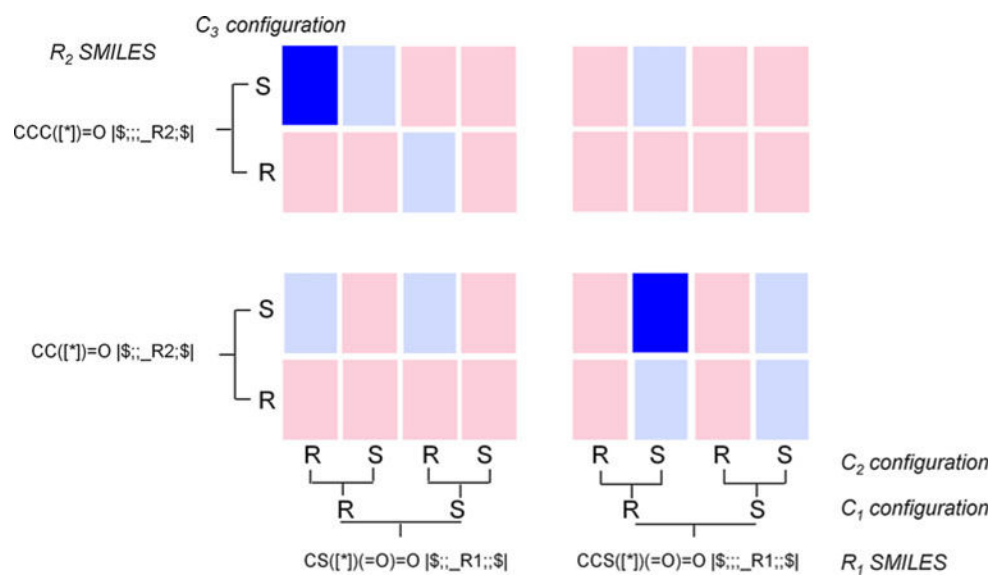 C3 configuration
R2 SMILES
S
CCC([*])=O |$;;;_R2;$|
R
S
CC([*])=O |$;;_R2;$|
R
R S R S R S R S C2 configuration
R S R S C1 configuration
CS([*])(=O)=O |$;;_R1;;$| CCS([*])(=O)=O |$;;;_R1;;$| R1 SMILES